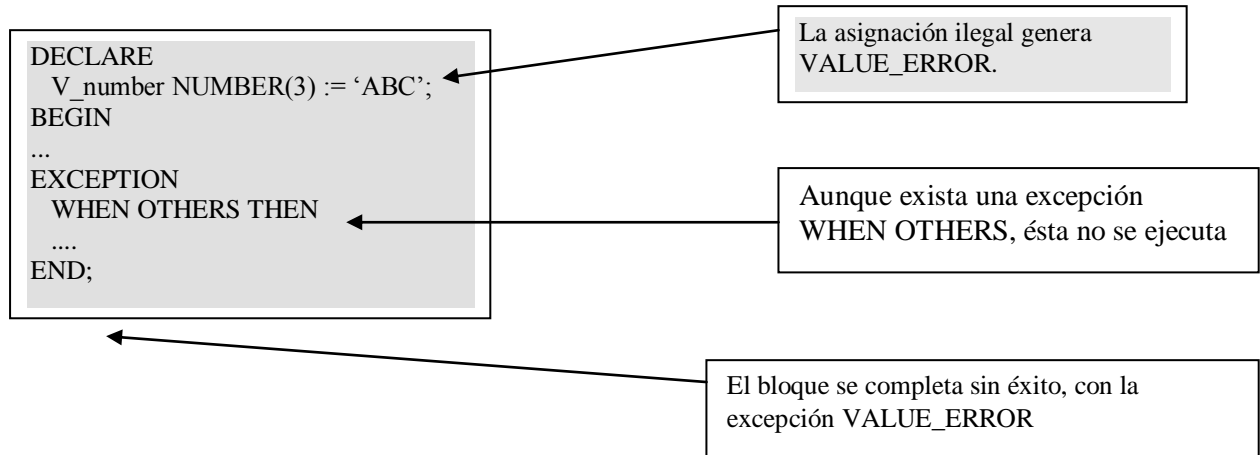 DECLARE
V_number NUMBER(3) := ‘ABC’;
BEGIN
...
EXCEPTION
WHEN OTHERS THEN
....
END;
La asignación ilegal genera
VALUE_ERROR.
Aunque exista una excepción
WHEN OTHERS, ésta no se ejecuta
El bloque se completa sin éxito, con la
excepción VALUE_ERROR